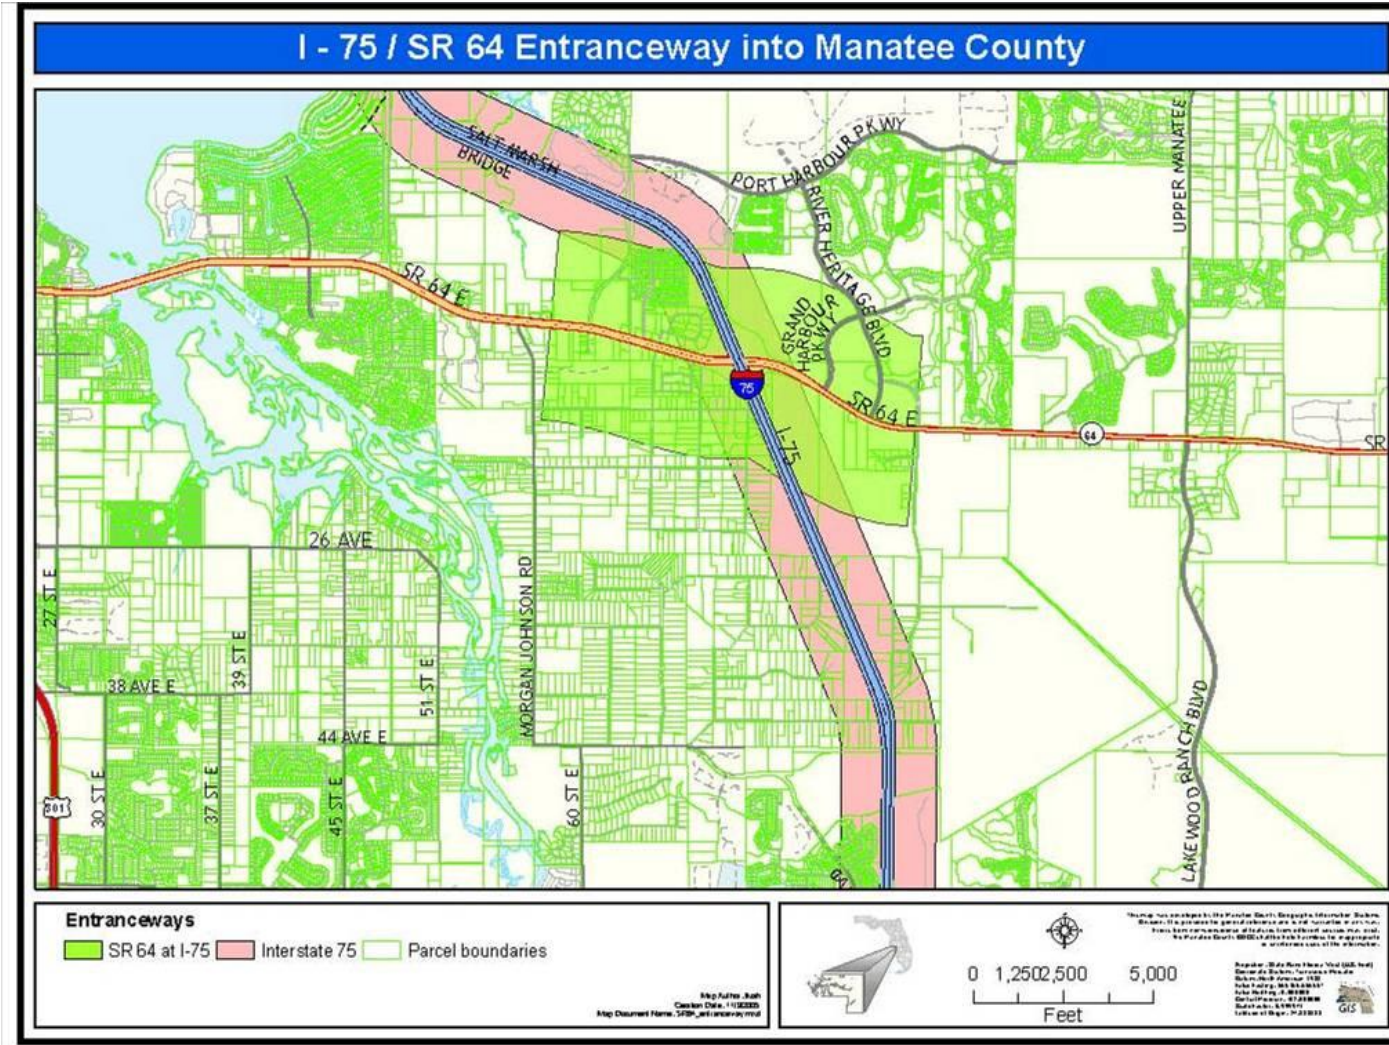 I - 75 / SR 64 Entranceway into Manatee County
SALT MARSH
BRIDGE
PORT HARBOUR PKWY
UPPER MANATEE
RIVER HERITAGE BLVD
SR 64 E
GRAND
HARBOUR
PKWY
75
SR 64 E
64
SR
I-75
26 AVE
27 ST E
MORGAN JOHNSON RD
39 ST E
51 ST E
38 AVE E
44 AVE E
LAKEWOOD RANCH BLVD
301
30 ST E
37 ST E
45 ST E
60 ST E
Entranceways
SR 64 at I-75
Interstate 75
Parcel boundaries
0 1,250 2,500 5,000
Feet
GIS